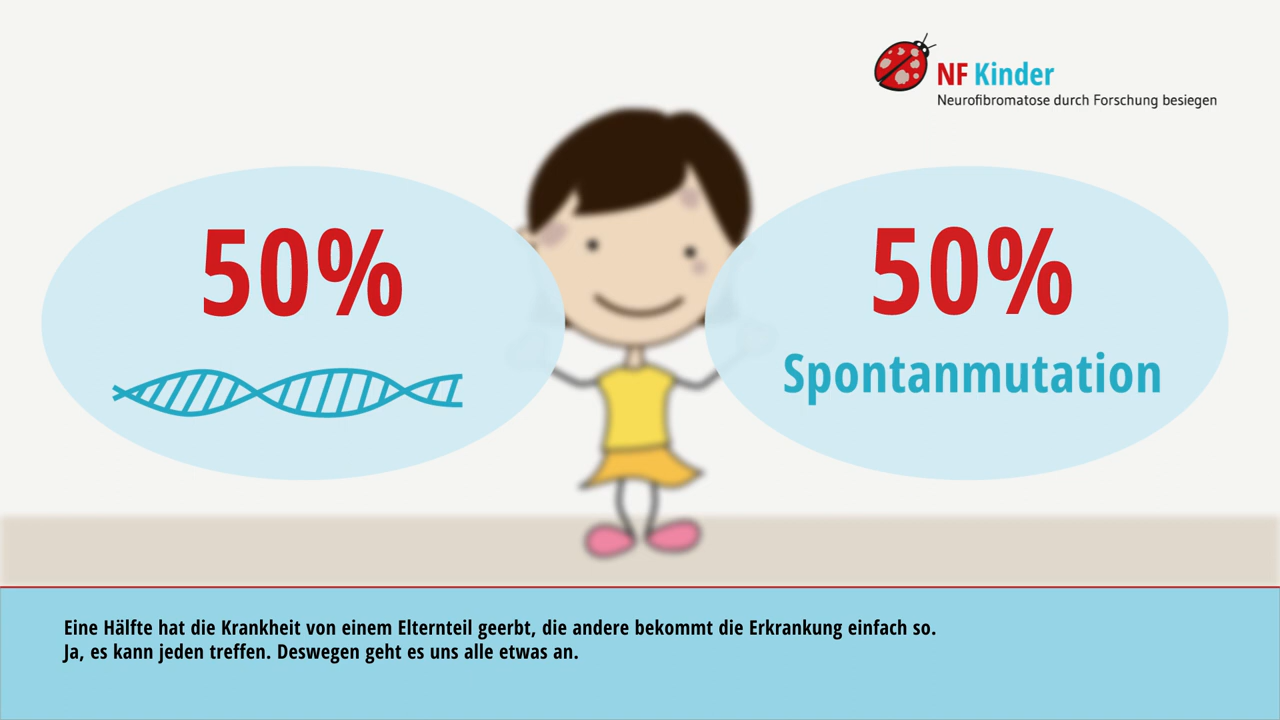 NF Kinder
Neurofibromatose durch Forschung besiegen
50%
50%
Spontanmutation
Eine Hälfte hat die Krankheit von einem Elternteil geerbt, die andere bekommt die Erkrankung einfach so.
Ja, es kann jeden treffen. Deswegen geht es uns alle etwas an.